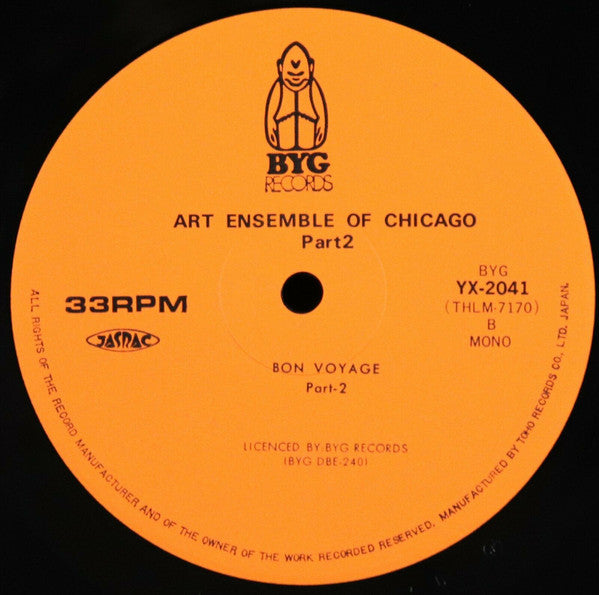 BYG
RECORDS
ART ENSEMBLE OF CHICAGO
Part2
33RPM
JASRAC
BYG
YX-2041
(THLM-7170)
B
MONO
BON VOYAGE
Part-2
LICENCED BY BYG RECORDS
(BYG DBE-240)
ALL RIGHTS OF THE RECORD MANUFACTURER AND OF THE OWNER OF THE WORK RECORDED RESERVED. MANUFACTURED BY TOHO RECORDS CO., LTD. JAPAN.